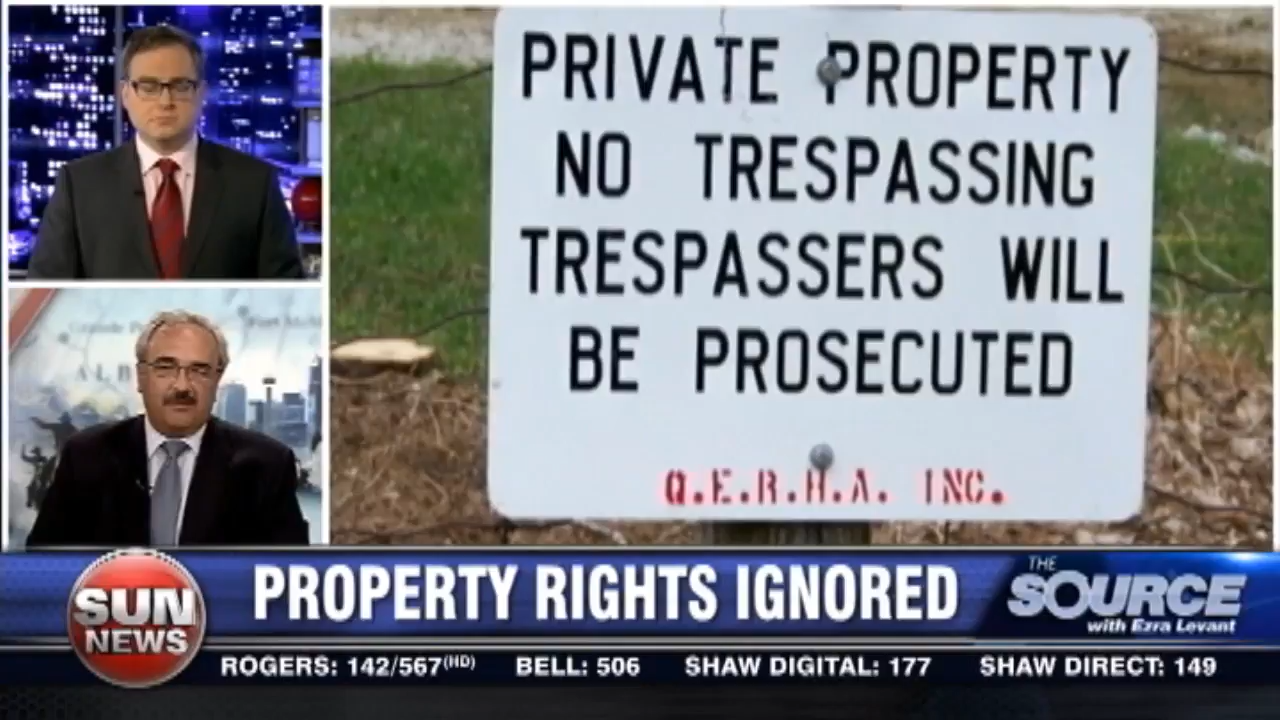 PRIVATE PROPERTY
NO TRESPASSING
TRESPASSERS WILL
BE PROSECUTED
Q.E.R.H.A. INC.
SUN
NEWS
PROPERTY RIGHTS IGNORED
THE
SOURCE
with Ezra Levant
ROGERS: 142/567(HD) BELL: 506 SHAW DIGITAL: 177 SHAW DIRECT: 149